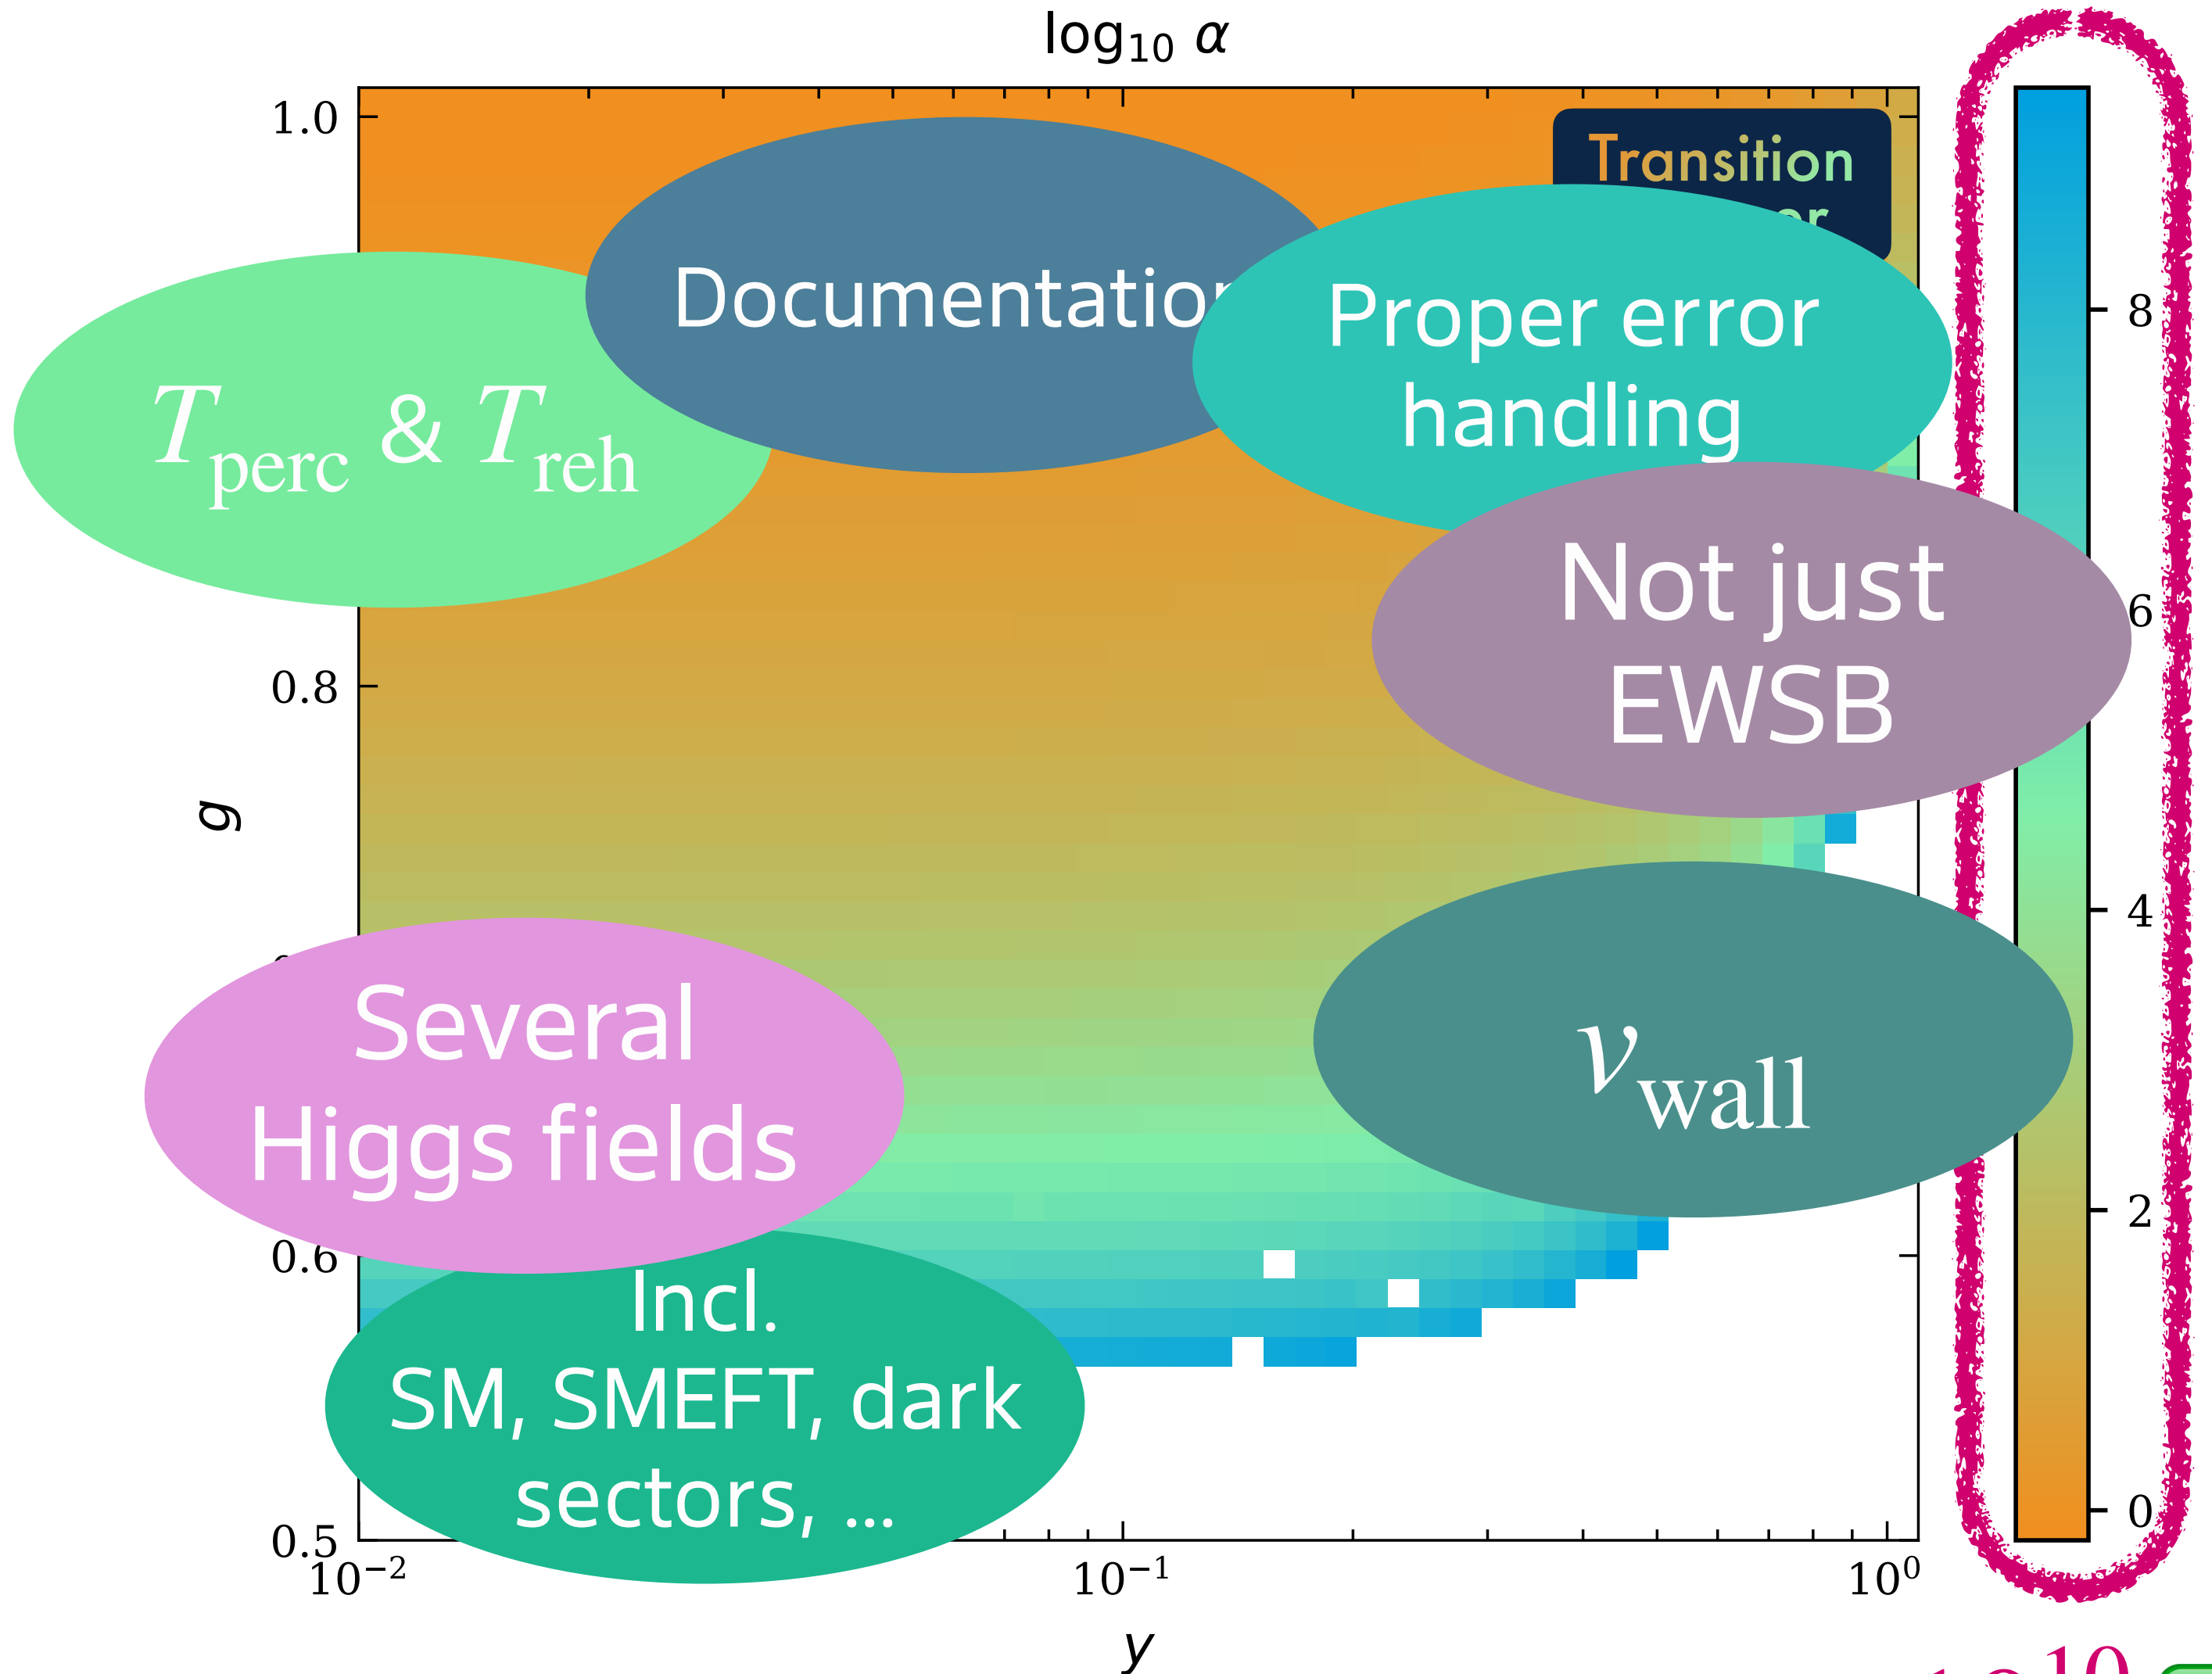 log₁₀ α
1.0
Transition
Documentation
Proper error
handling
8
T_perc & T_reh
Not just
EWSB
6
0.8
g
4
Several
Higgs fields
v_wall
2
0.6
Incl.
SM, SMEFT, dark
sectors, ...
0
0.5
10⁻²
10⁻¹
10⁰
y